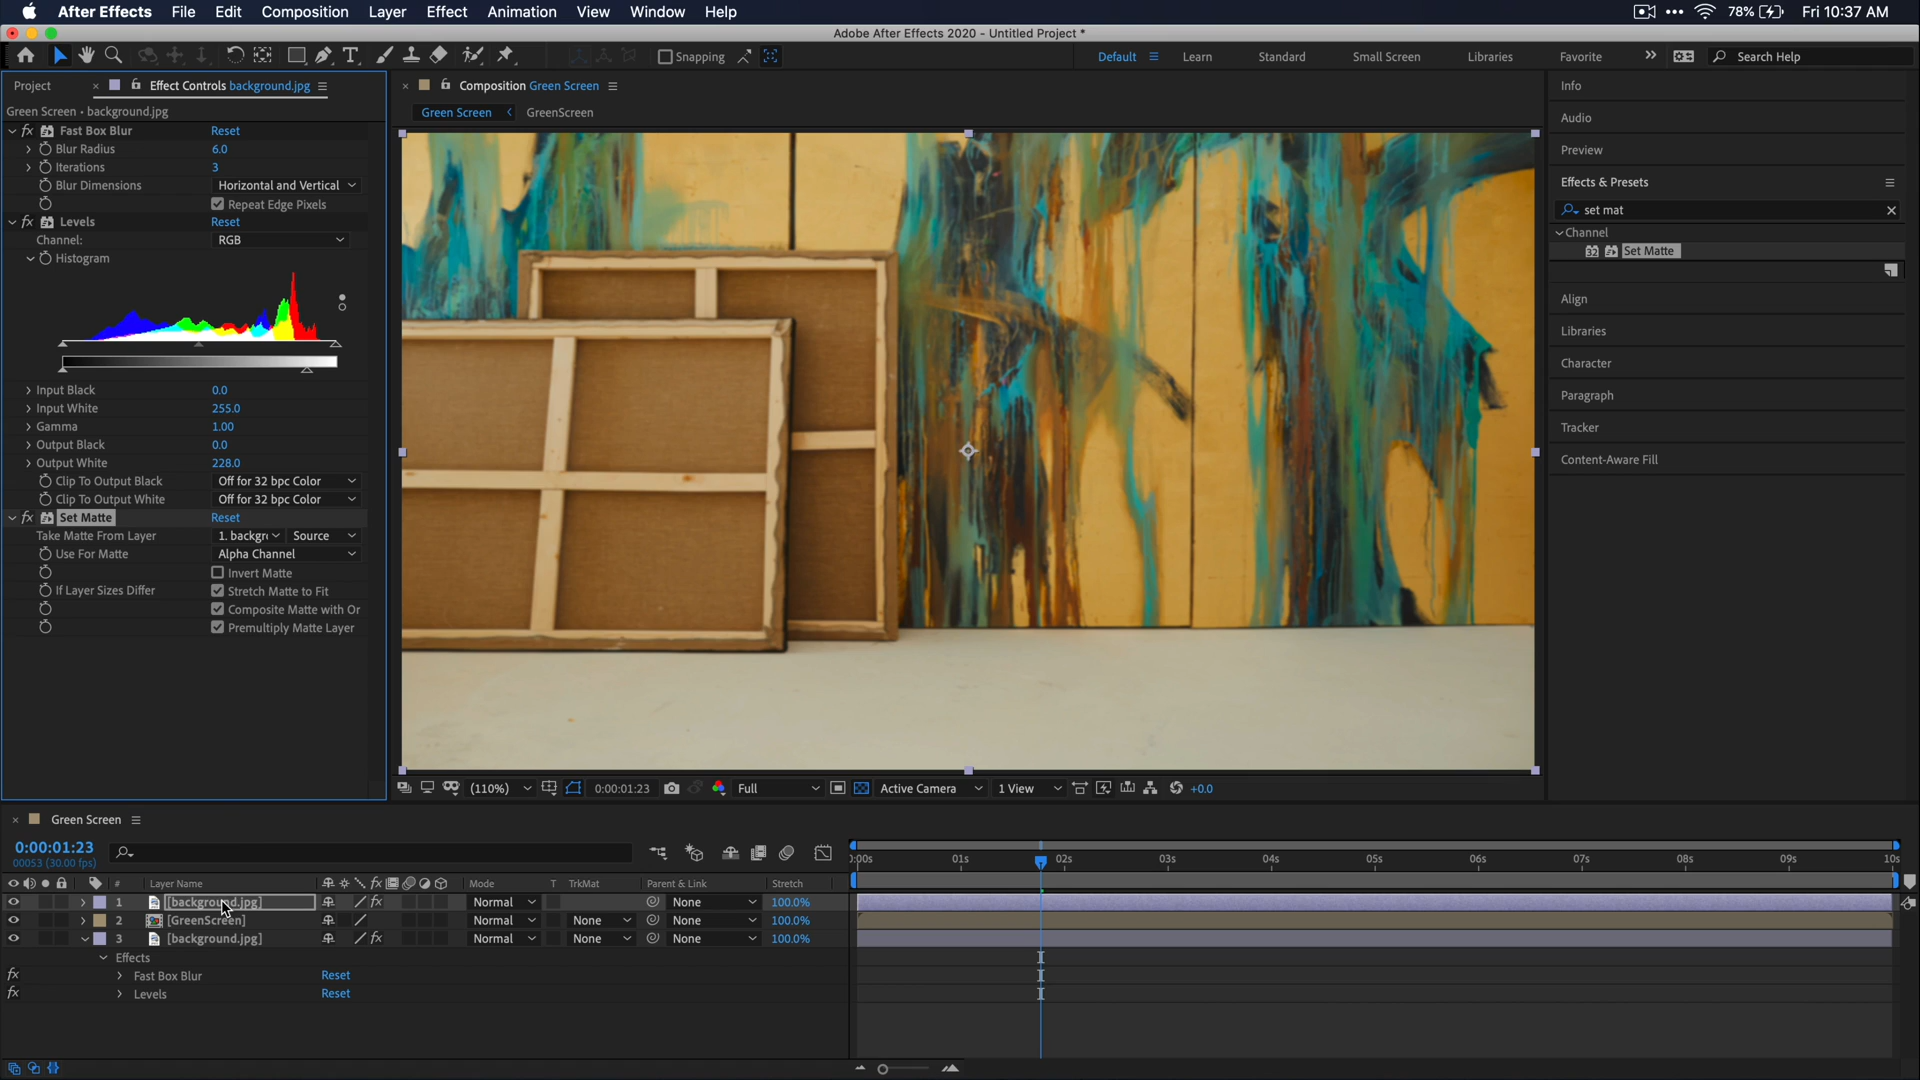 After Effects File Edit Composition Layer Effect Animation View Window Help 78% Fri 10:37 AM
Adobe After Effects 2020 - Untitled Project *
Snapping Default Learn Standard Small Screen Libraries Favorite Search Help
Project Effect Controls background.jpg
Green Screen • background.jpg
fx Fast Box Blur Reset
Blur Radius 6.0
Iterations 3
Blur Dimensions Horizontal and Vertical
Repeat Edge Pixels
fx Levels Reset
Channel: RGB
Histogram
Input Black 0.0
Input White 255.0
Gamma 1.00
Output Black 0.0
Output White 228.0
Clip To Output Black Off for 32 bpc Color
Clip To Output White Off for 32 bpc Color
fx Set Matte Reset
Take Matte From Layer 1. backgr Source
Use For Matte Alpha Channel
Invert Matte
If Layer Sizes Differ Stretch Matte to Fit
Composite Matte with Or
Premultiply Matte Layer
Composition Green Screen
Green Screen GreenScreen
(110%) 0:00:01:23 Full Active Camera 1 View +0.0
Info
Audio
Preview
Effects & Presets
set mat
Channel
32 Set Matte
Align
Libraries
Character
Paragraph
Tracker
Content-Aware Fill
Green Screen
0:00:01:23
00053 (30.00 fps)
:00s 01s 02s 03s 04s 05s 06s 07s 08s 09s 10s
# Layer Name fx Mode T TrkMat Parent & Link Stretch
1 [background.jpg] fx Normal None 100.0%
2 [GreenScreen] Normal None None 100.0%
3 [background.jpg] fx Normal None None 100.0%
Effects
fx Fast Box Blur Reset
fx Levels Reset